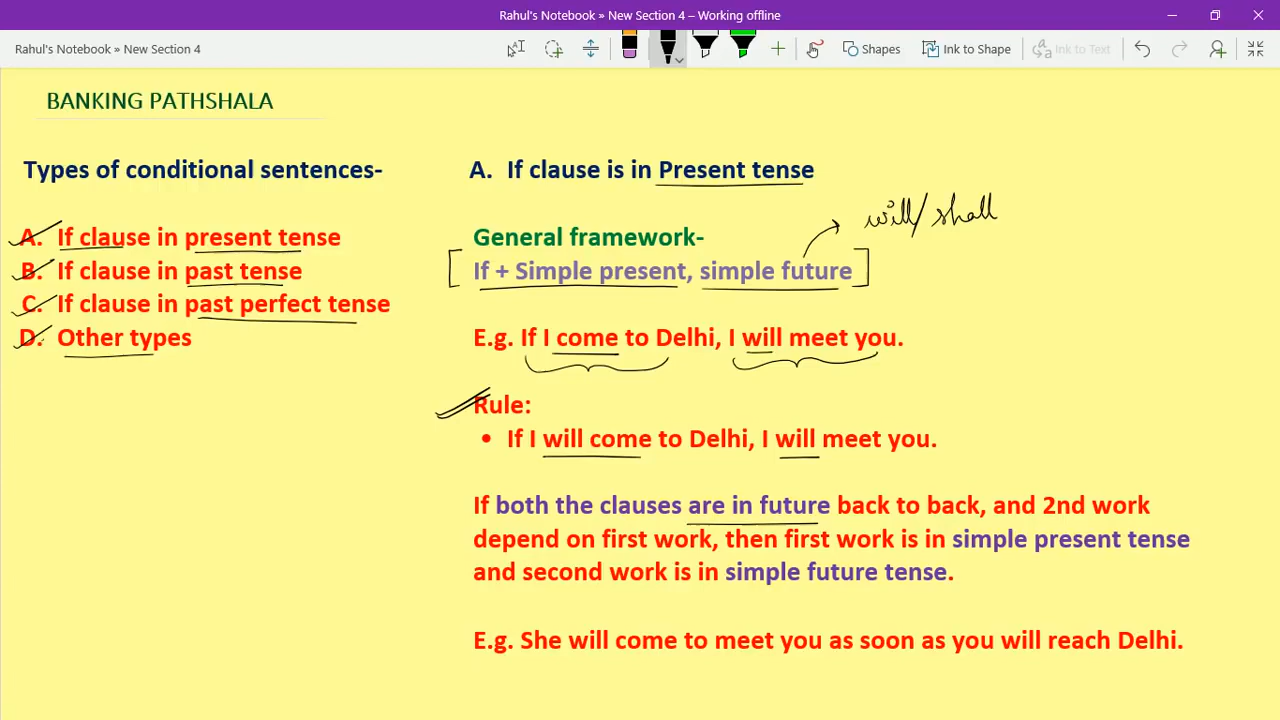 Rahul's Notebook » New Section 4 – Working offline
Rahul's Notebook » New Section 4
Shapes
Ink to Shape
Ink to Text
BANKING PATHSHALA
Types of conditional sentences-
A. If clause in present tense
B. If clause in past tense
C. If clause in past perfect tense
D. Other types
A. If clause is in Present tense
will/shall
General framework-
[If + Simple present, simple future]
E.g. If I come to Delhi, I will meet you.
Rule:
• If I will come to Delhi, I will meet you.
If both the clauses are in future back to back, and 2nd work
depend on first work, then first work is in simple present tense
and second work is in simple future tense.
E.g. She will come to meet you as soon as you will reach Delhi.